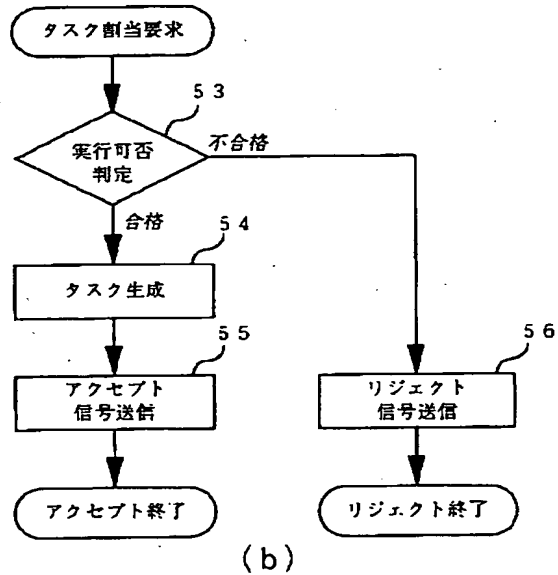 タスク割当要求
53
実行可否
判定
不合格
合格
54
タスク生成
55
アクセプト
信号送信
56
リジェクト
信号送信
アクセプト終了
リジェクト終了
(b)